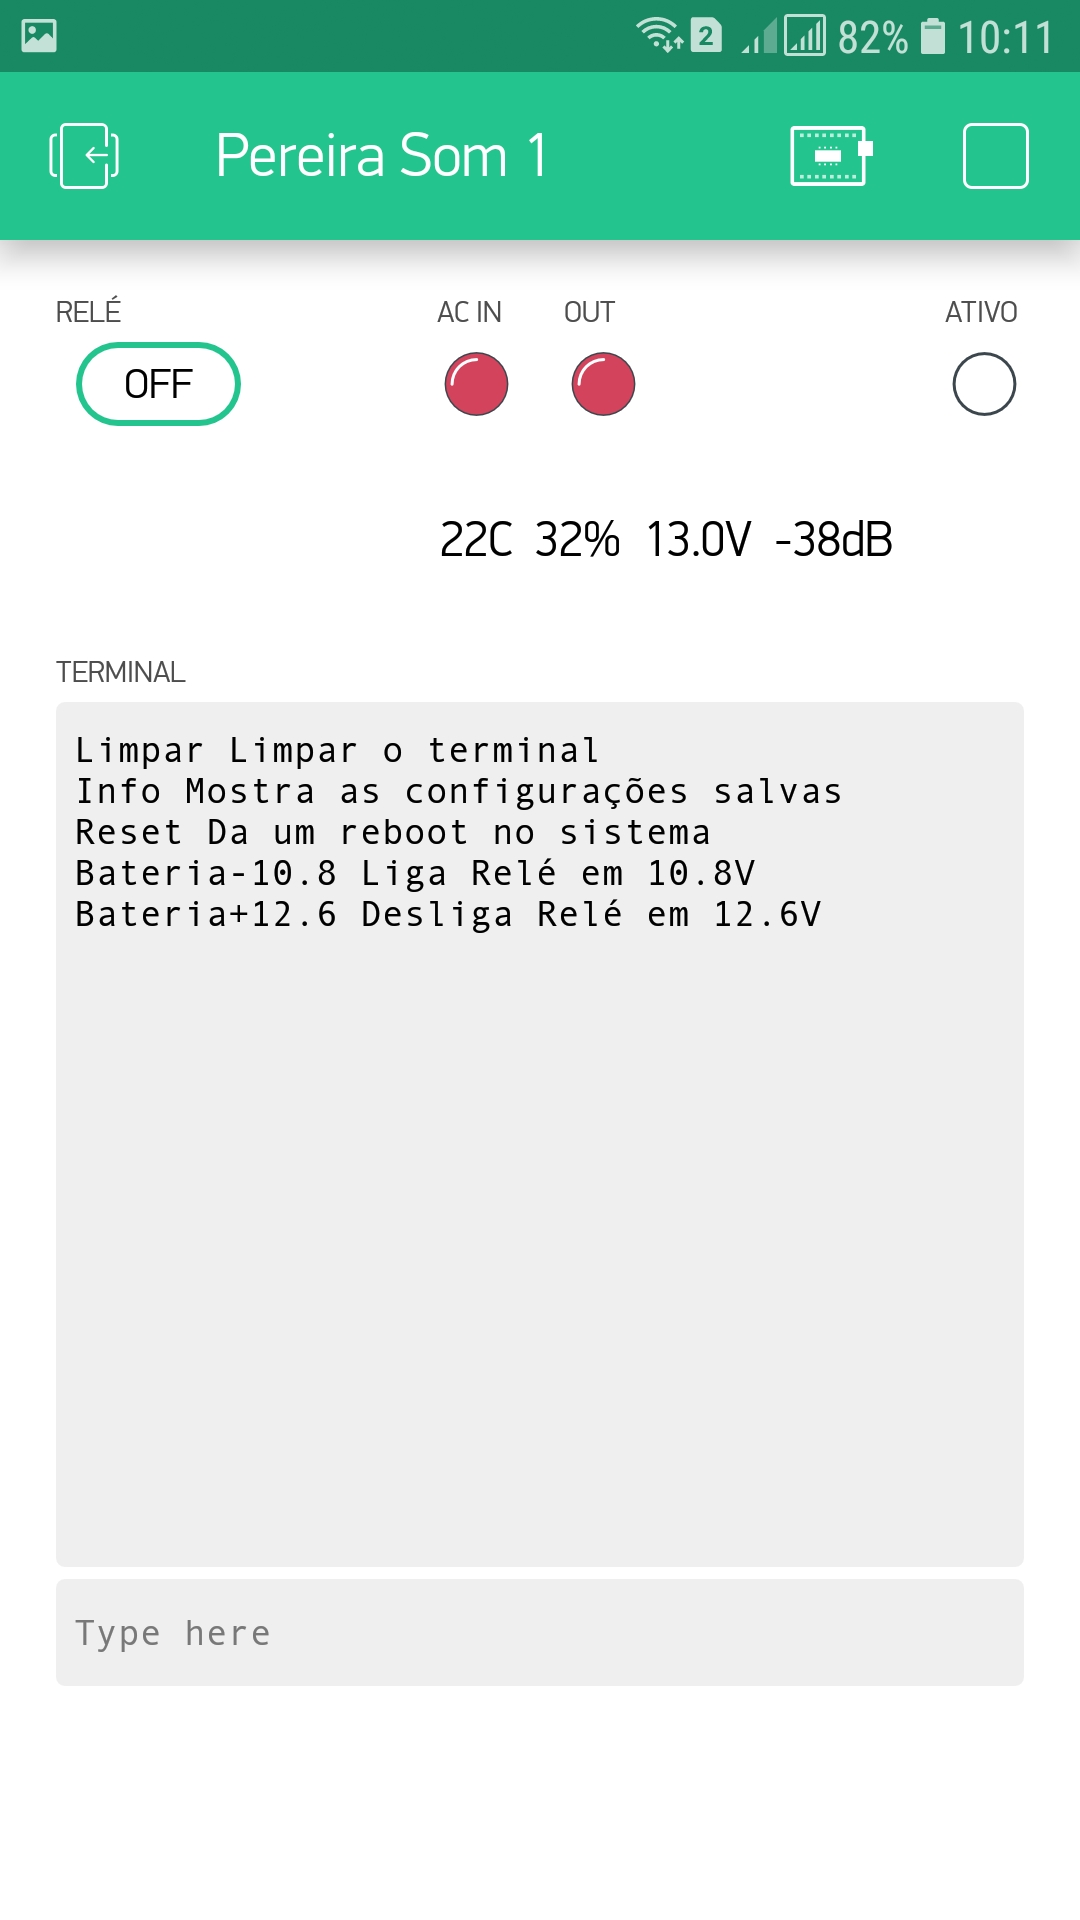 2 82% 10:11
Pereira Som 1
RELÉ AC IN OUT ATIVO
OFF
22C 32% 13.0V -38dB
TERMINAL
Limpar Limpar o terminal
Info Mostra as configurações salvas
Reset Da um reboot no sistema
Bateria-10.8 Liga Relé em 10.8V
Bateria+12.6 Desliga Relé em 12.6V
Type here